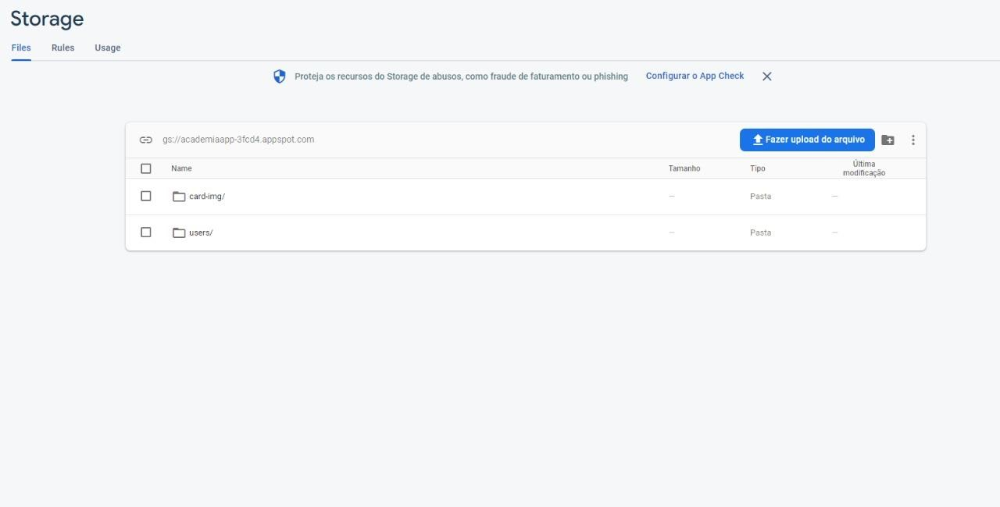 Storage
Files Rules Usage
Proteja os recursos do Storage de abusos, como fraude de faturamento ou phishing Configurar o App Check
gs://academiaapp-3fcd4.appspot.com Fazer upload do arquivo
Name Tamanho Tipo Última modificação
card-img/ — Pasta —
users/ — Pasta —